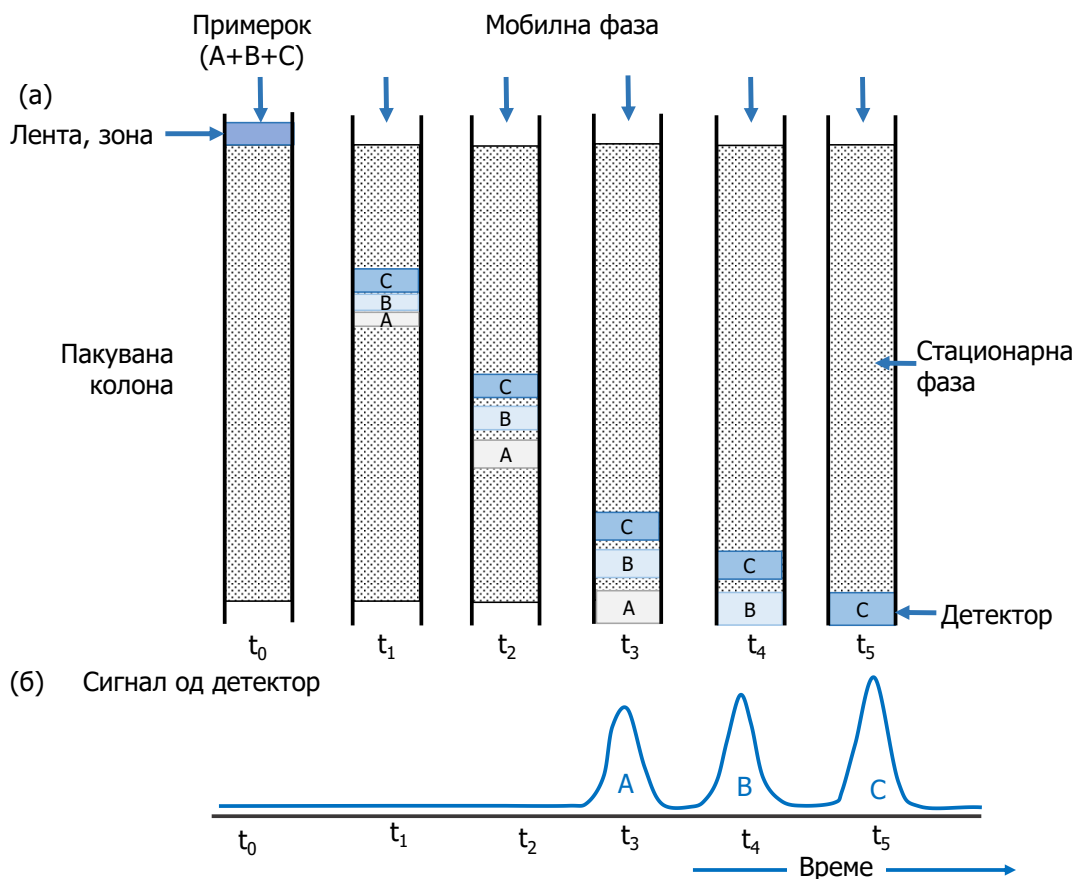 Примерок
(A+B+C)
Мобилна фаза
(а)
Лента, зона
C
B
A
Пакувана
колона
C
B
A
Стационарна
фаза
C
B
A
C
B
C
Детектор
t0
t1
t2
t3
t4
t5
(б) Сигнал од детектор
A
B
C
t0
t1
t2
t3
t4
t5
Време